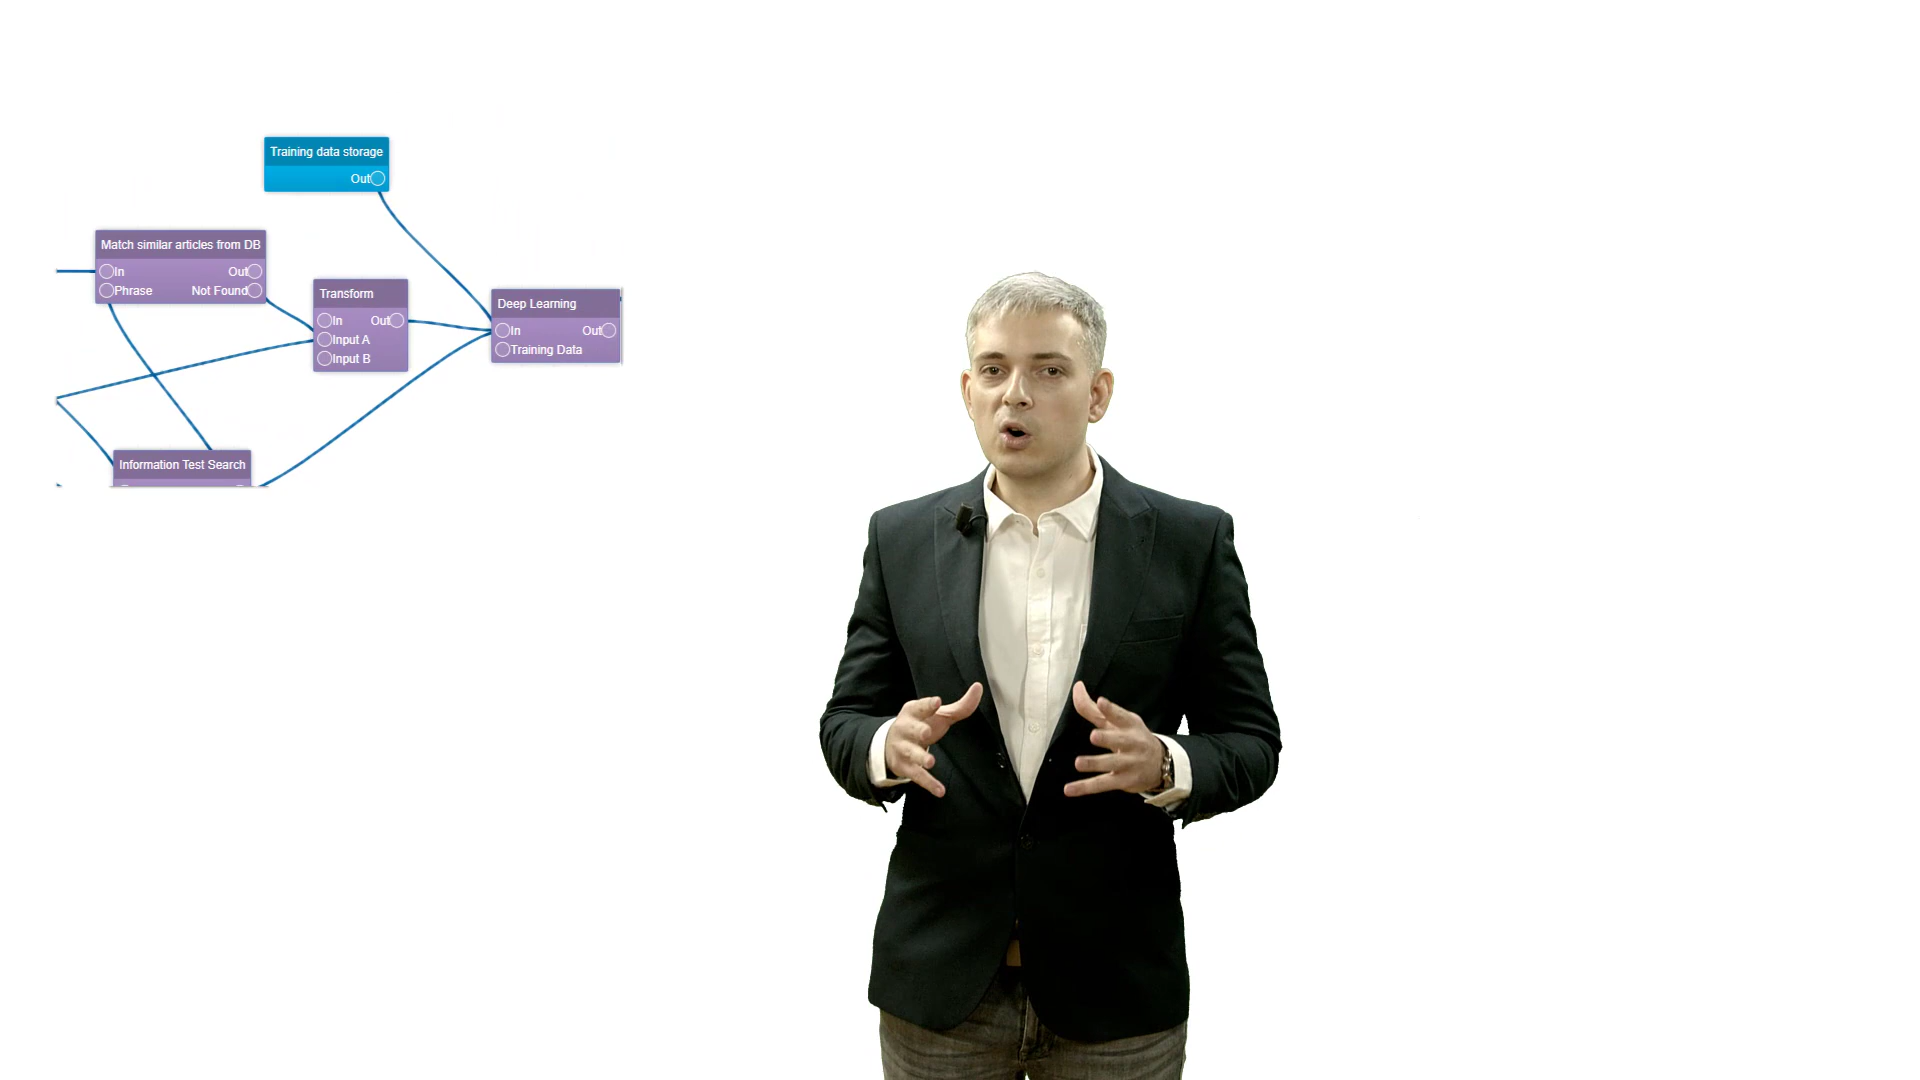 Training data storage
Out
Match similar articles from DB
In Out
Phrase Not Found
Transform
In Out
Input A
Input B
Deep Learning
In Out
Training Data
Information Test Search